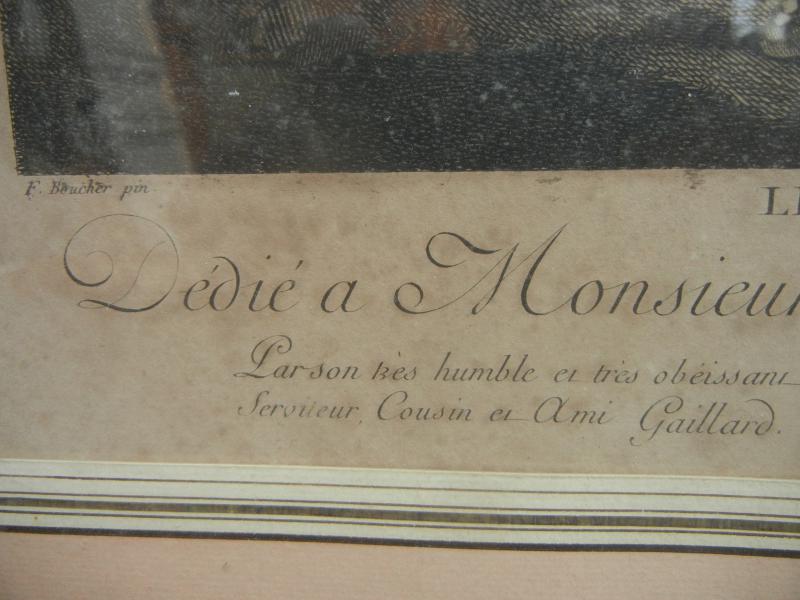 F. Boucher pin
Dédié a Monsieur
Par son très humble et très obéissant
Serviteur, Cousin et Ami Gaillard.